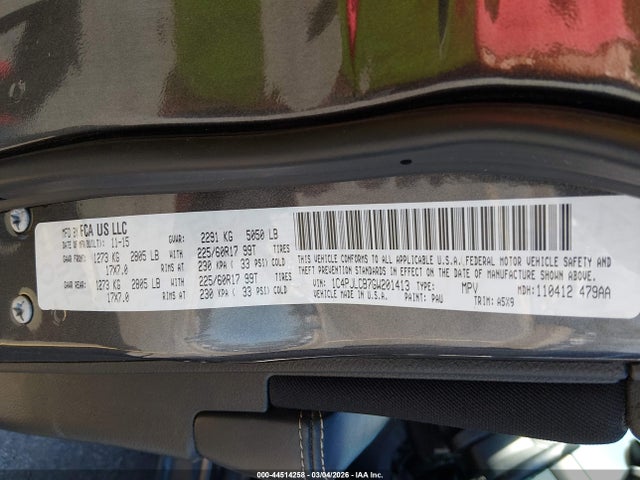 MFD BY FCA US LLC
DATE OF MFR/BUILT: 11-15 GVWR: 2291 KG 5050 LB
GAWR FRONT: 1273 KG 2805 LB WITH 225/60R17 99T TIRES
17X7.0 RIMS AT 230 KPA ( 33 PSI) COLD
GAWR REAR: 1273 KG 2805 LB WITH 225/60R17 99T TIRES
17X7.0 RIMS AT 230 KPA ( 33 PSI) COLD
THIS VEHICLE CONFORMS TO ALL APPLICABLE U.S.A. FEDERAL MOTOR VEHICLE SAFETY AND
THEFT PREVENTION STANDARDS IN EFFECT ON THE DATE OF MANUFACTURE SHOWN ABOVE.
VIN: 1C4PJLCB7GW201413 TYPE: MPV MDH: 110412 479AA
PAINT: PAU TRIM: A5X9
000-44514258 - 03/04/2026 - IAA Inc.